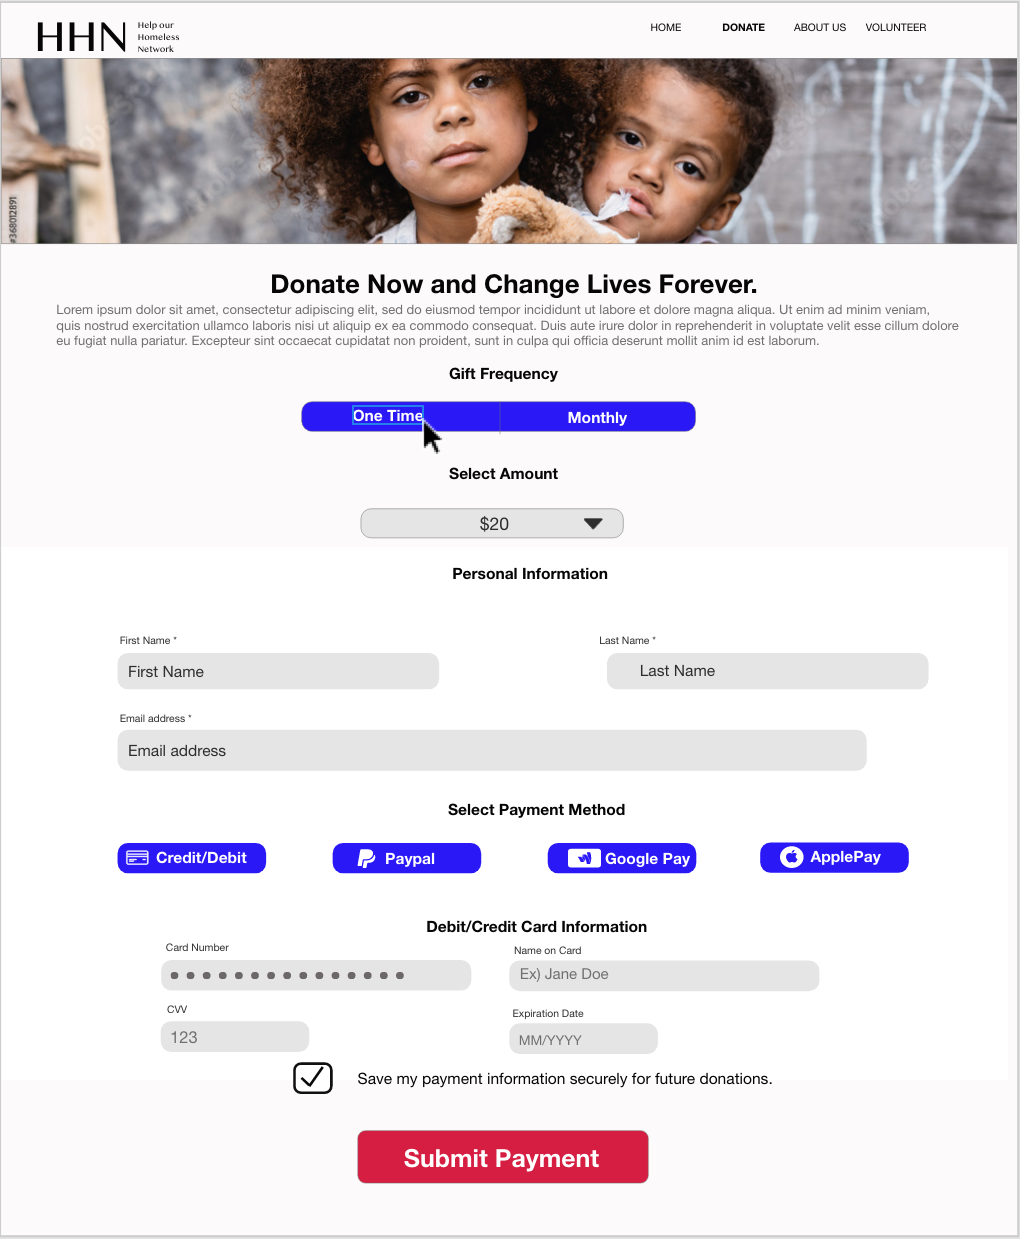 HHN
Help our
Homeless
Network
HOME DONATE ABOUT US VOLUNTEER
#368012891
Donate Now and Change Lives Forever.
Lorem ipsum dolor sit amet, consectetur adipiscing elit, sed do eiusmod tempor incididunt ut labore et dolore magna aliqua. Ut enim ad minim veniam,
quis nostrud exercitation ullamco laboris nisi ut aliquip ex ea commodo consequat. Duis aute irure dolor in reprehenderit in voluptate velit esse cillum dolore
eu fugiat nulla pariatur. Excepteur sint occaecat cupidatat non proident, sunt in culpa qui officia deserunt mollit anim id est laborum.
Gift Frequency
One Time Monthly
Select Amount
$20
Personal Information
First Name * Last Name *
First Name Last Name
Email address *
Email address
Select Payment Method
Credit/Debit Paypal Google Pay ApplePay
Debit/Credit Card Information
Card Number Name on Card
Ex) Jane Doe
CVV Expiration Date
123 MM/YYYY
Save my payment information securely for future donations.
Submit Payment